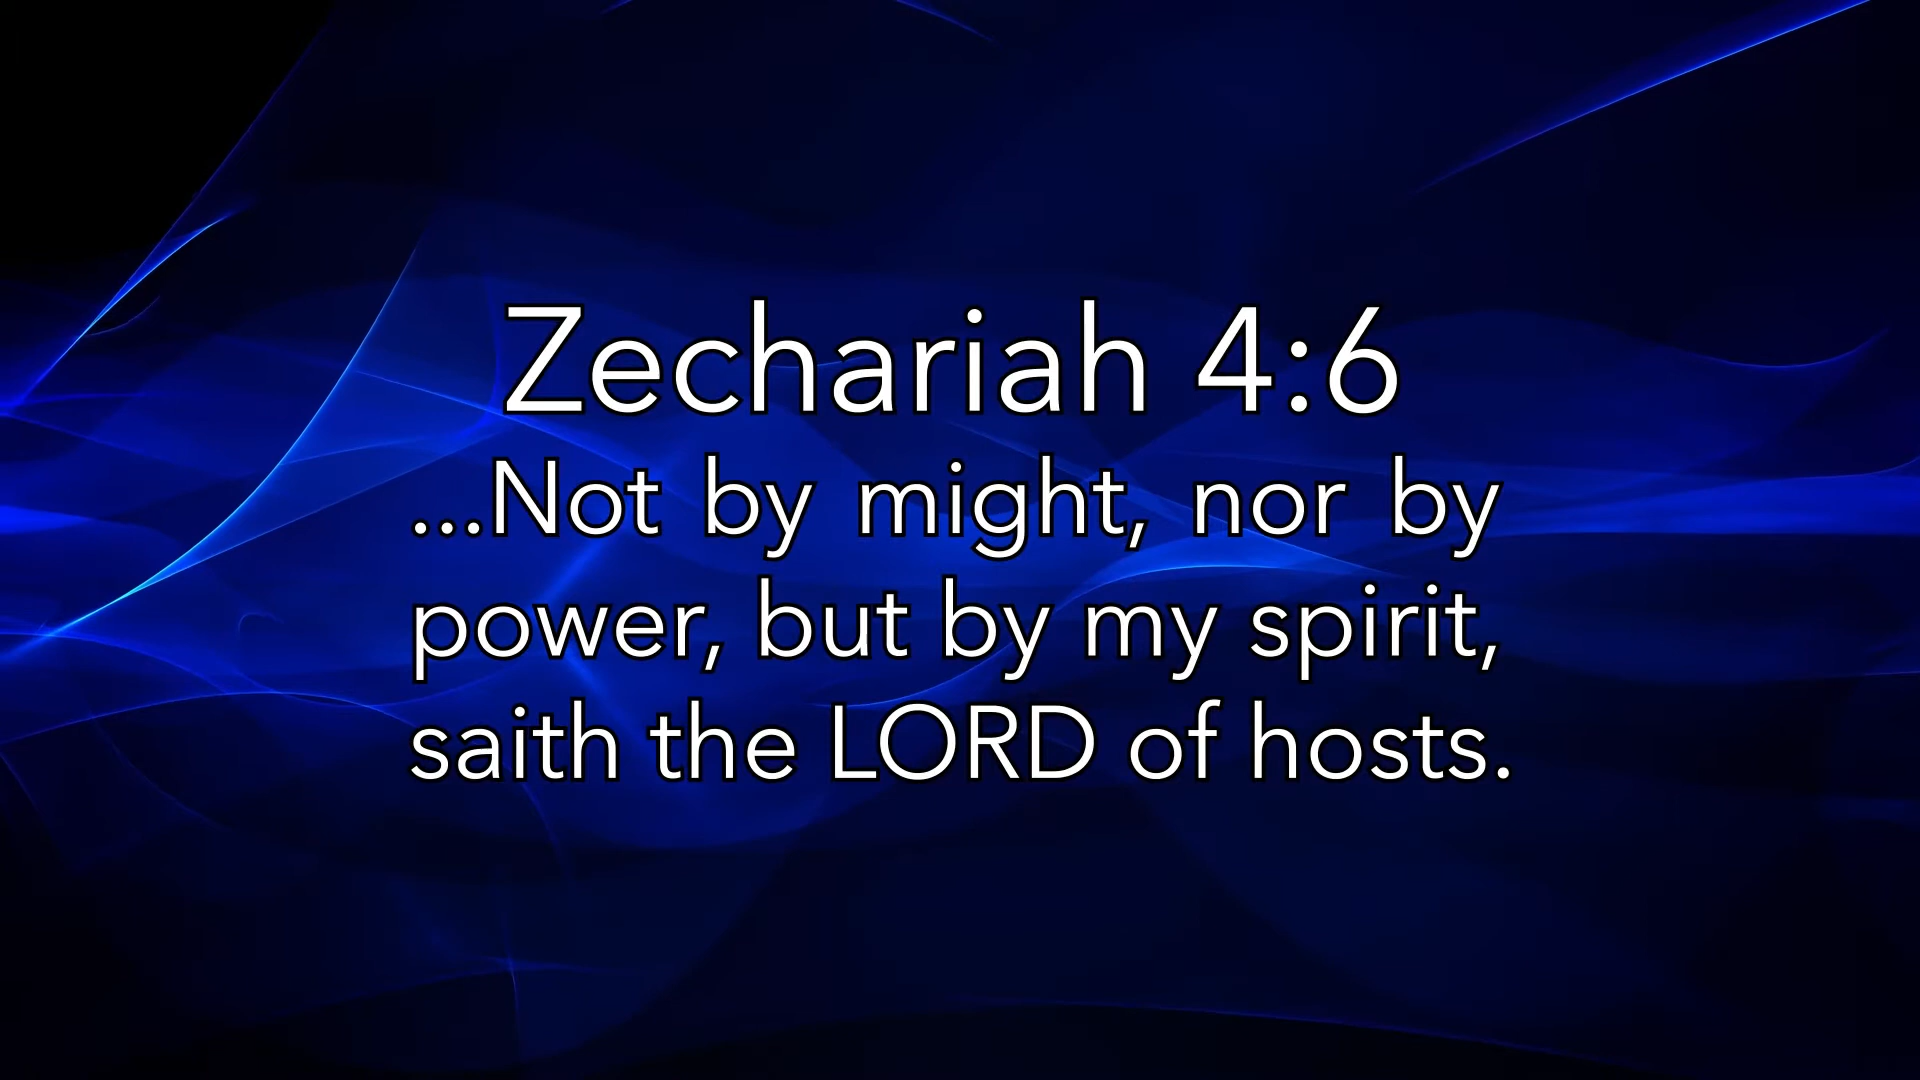 Zechariah 4:6
...Not by might, nor by
power, but by my spirit,
saith the LORD of hosts.